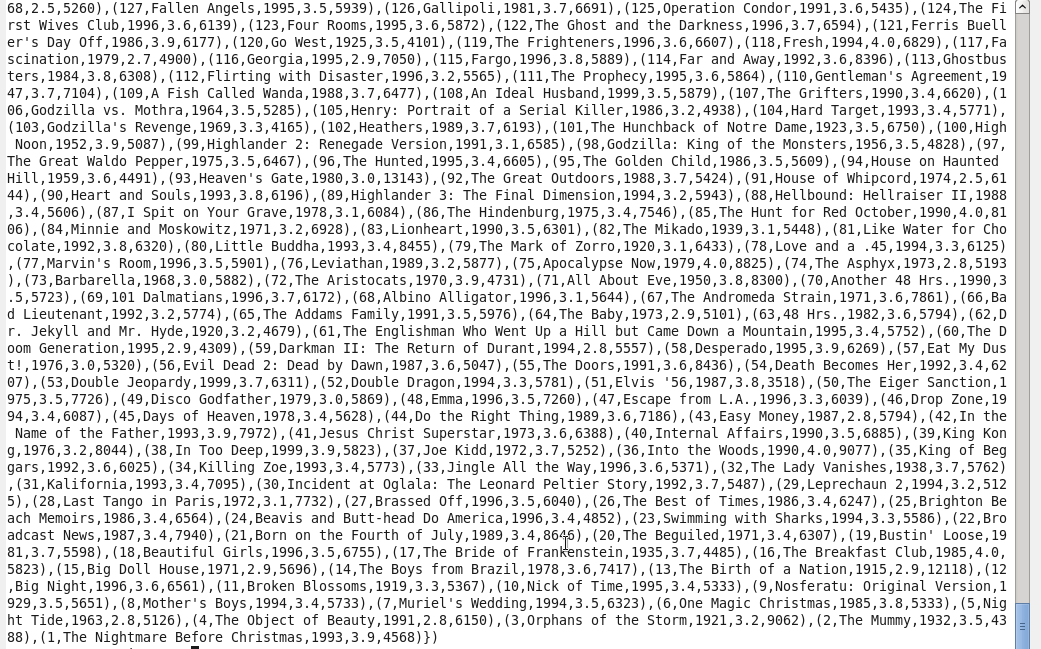 68,2.5,5260),(127,Fallen Angels,1995,3.5,5939),(126,Gallipoli,1981,3.7,6691),(125,Operation Condor,1991,3.6,5435),(124,The Fi
rst Wives Club,1996,3.6,6139),(123,Four Rooms,1995,3.6,5872),(122,The Ghost and the Darkness,1996,3.7,6594),(121,Ferris Buell
er's Day Off,1986,3.9,6177),(120,Go West,1925,3.5,4101),(119,The Frighteners,1996,3.6,6607),(118,Fresh,1994,4.0,6829),(117,Fa
scination,1979,2.7,4900),(116,Georgia,1995,2.9,7050),(115,Fargo,1996,3.8,5889),(114,Far and Away,1992,3.6,8396),(113,Ghostbus
ters,1984,3.8,6308),(112,Flirting with Disaster,1996,3.2,5565),(111,The Prophecy,1995,3.6,5864),(110,Gentleman's Agreement,19
47,3.7,7104),(109,A Fish Called Wanda,1988,3.7,6477),(108,An Ideal Husband,1999,3.5,5879),(107,The Grifters,1990,3.4,6620),(1
06,Godzilla vs. Mothra,1964,3.5,5285),(105,Henry: Portrait of a Serial Killer,1986,3.2,4938),(104,Hard Target,1993,3.4,5771),
(103,Godzilla's Revenge,1969,3.3,4165),(102,Heathers,1989,3.7,6193),(101,The Hunchback of Notre Dame,1923,3.5,6750),(100,High
 Noon,1952,3.9,5087),(99,Highlander 2: Renegade Version,1991,3.1,6585),(98,Godzilla: King of the Monsters,1956,3.5,4828),(97,
The Great Waldo Pepper,1975,3.5,6467),(96,The Hunted,1995,3.4,6605),(95,The Golden Child,1986,3.5,5609),(94,House on Haunted
Hill,1959,3.6,4491),(93,Heaven's Gate,1980,3.0,13143),(92,The Great Outdoors,1988,3.7,5424),(91,House of Whipcord,1974,2.5,61
44),(90,Heart and Souls,1993,3.8,6196),(89,Highlander 3: The Final Dimension,1994,3.2,5943),(88,Hellbound: Hellraiser II,1988
,3.4,5606),(87,I Spit on Your Grave,1978,3.1,6084),(86,The Hindenburg,1975,3.4,7546),(85,The Hunt for Red October,1990,4.0,81
06),(84,Minnie and Moskowitz,1971,3.2,6928),(83,Lionheart,1990,3.5,6301),(82,The Mikado,1939,3.1,5448),(81,Like Water for Cho
colate,1992,3.8,6320),(80,Little Buddha,1993,3.4,8455),(79,The Mark of Zorro,1920,3.1,6433),(78,Love and a .45,1994,3.3,6125)
,(77,Marvin's Room,1996,3.5,5901),(76,Leviathan,1989,3.2,5877),(75,Apocalypse Now,1979,4.0,8825),(74,The Asphyx,1973,2.8,5193
),(73,Barbarella,1968,3.0,5882),(72,The Aristocats,1970,3.9,4731),(71,All About Eve,1950,3.8,8300),(70,Another 48 Hrs.,1990,3
.5,5723),(69,101 Dalmatians,1996,3.7,6172),(68,Albino Alligator,1996,3.1,5644),(67,The Andromeda Strain,1971,3.6,7861),(66,Ba
d Lieutenant,1992,3.2,5774),(65,The Addams Family,1991,3.5,5976),(64,The Baby,1973,2.9,5101),(63,48 Hrs.,1982,3.6,5794),(62,D
r. Jekyll and Mr. Hyde,1920,3.2,4679),(61,The Englishman Who Went Up a Hill but Came Down a Mountain,1995,3.4,5752),(60,The D
oom Generation,1995,2.9,4309),(59,Darkman II: The Return of Durant,1994,2.8,5557),(58,Desperado,1995,3.9,6269),(57,Eat My Dus
t!,1976,3.0,5320),(56,Evil Dead 2: Dead by Dawn,1987,3.6,5047),(55,The Doors,1991,3.6,8436),(54,Death Becomes Her,1992,3.4,62
07),(53,Double Jeopardy,1999,3.7,6311),(52,Double Dragon,1994,3.3,5781),(51,Elvis '56,1987,3.8,3518),(50,The Eiger Sanction,1
975,3.5,7726),(49,Disco Godfather,1979,3.0,5869),(48,Emma,1996,3.5,7260),(47,Escape from L.A.,1996,3.3,6039),(46,Drop Zone,19
94,3.4,6087),(45,Days of Heaven,1978,3.4,5628),(44,Do the Right Thing,1989,3.6,7186),(43,Easy Money,1987,2.8,5794),(42,In the
 Name of the Father,1993,3.9,7972),(41,Jesus Christ Superstar,1973,3.6,6388),(40,Internal Affairs,1990,3.5,6885),(39,King Kon
g,1976,3.2,8044),(38,In Too Deep,1999,3.9,5823),(37,Joe Kidd,1972,3.7,5252),(36,Into the Woods,1990,4.0,9077),(35,King of Beg
gars,1992,3.6,6025),(34,Killing Zoe,1993,3.4,5773),(33,Jingle All the Way,1996,3.6,5371),(32,The Lady Vanishes,1938,3.7,5762)
,(31,Kalifornia,1993,3.4,7095),(30,Incident at Oglala: The Leonard Peltier Story,1992,3.7,5487),(29,Leprechaun 2,1994,3.2,512
5),(28,Last Tango in Paris,1972,3.1,7732),(27,Brassed Off,1996,3.5,6040),(26,The Best of Times,1986,3.4,6247),(25,Brighton Be
ach Memoirs,1986,3.4,6564),(24,Beavis and Butt-head Do America,1996,3.4,4852),(23,Swimming with Sharks,1994,3.3,5586),(22,Bro
adcast News,1987,3.4,7940),(21,Born on the Fourth of July,1989,3.4,8646),(20,The Beguiled,1971,3.4,6307),(19,Bustin' Loose,19
81,3.7,5598),(18,Beautiful Girls,1996,3.5,6755),(17,The Bride of Frankenstein,1935,3.7,4485),(16,The Breakfast Club,1985,4.0,
5823),(15,Big Doll House,1971,2.9,5696),(14,The Boys from Brazil,1978,3.6,7417),(13,The Birth of a Nation,1915,2.9,12118),(12
,Big Night,1996,3.6,6561),(11,Broken Blossoms,1919,3.3,5367),(10,Nick of Time,1995,3.4,5333),(9,Nosferatu: Original Version,1
929,3.5,5651),(8,Mother's Boys,1994,3.4,5733),(7,Muriel's Wedding,1994,3.5,6323),(6,One Magic Christmas,1985,3.8,5333),(5,Nig
ht Tide,1963,2.8,5126),(4,The Object of Beauty,1991,2.8,6150),(3,Orphans of the Storm,1921,3.2,9062),(2,The Mummy,1932,3.5,43
88),(1,The Nightmare Before Christmas,1993,3.9,4568)})